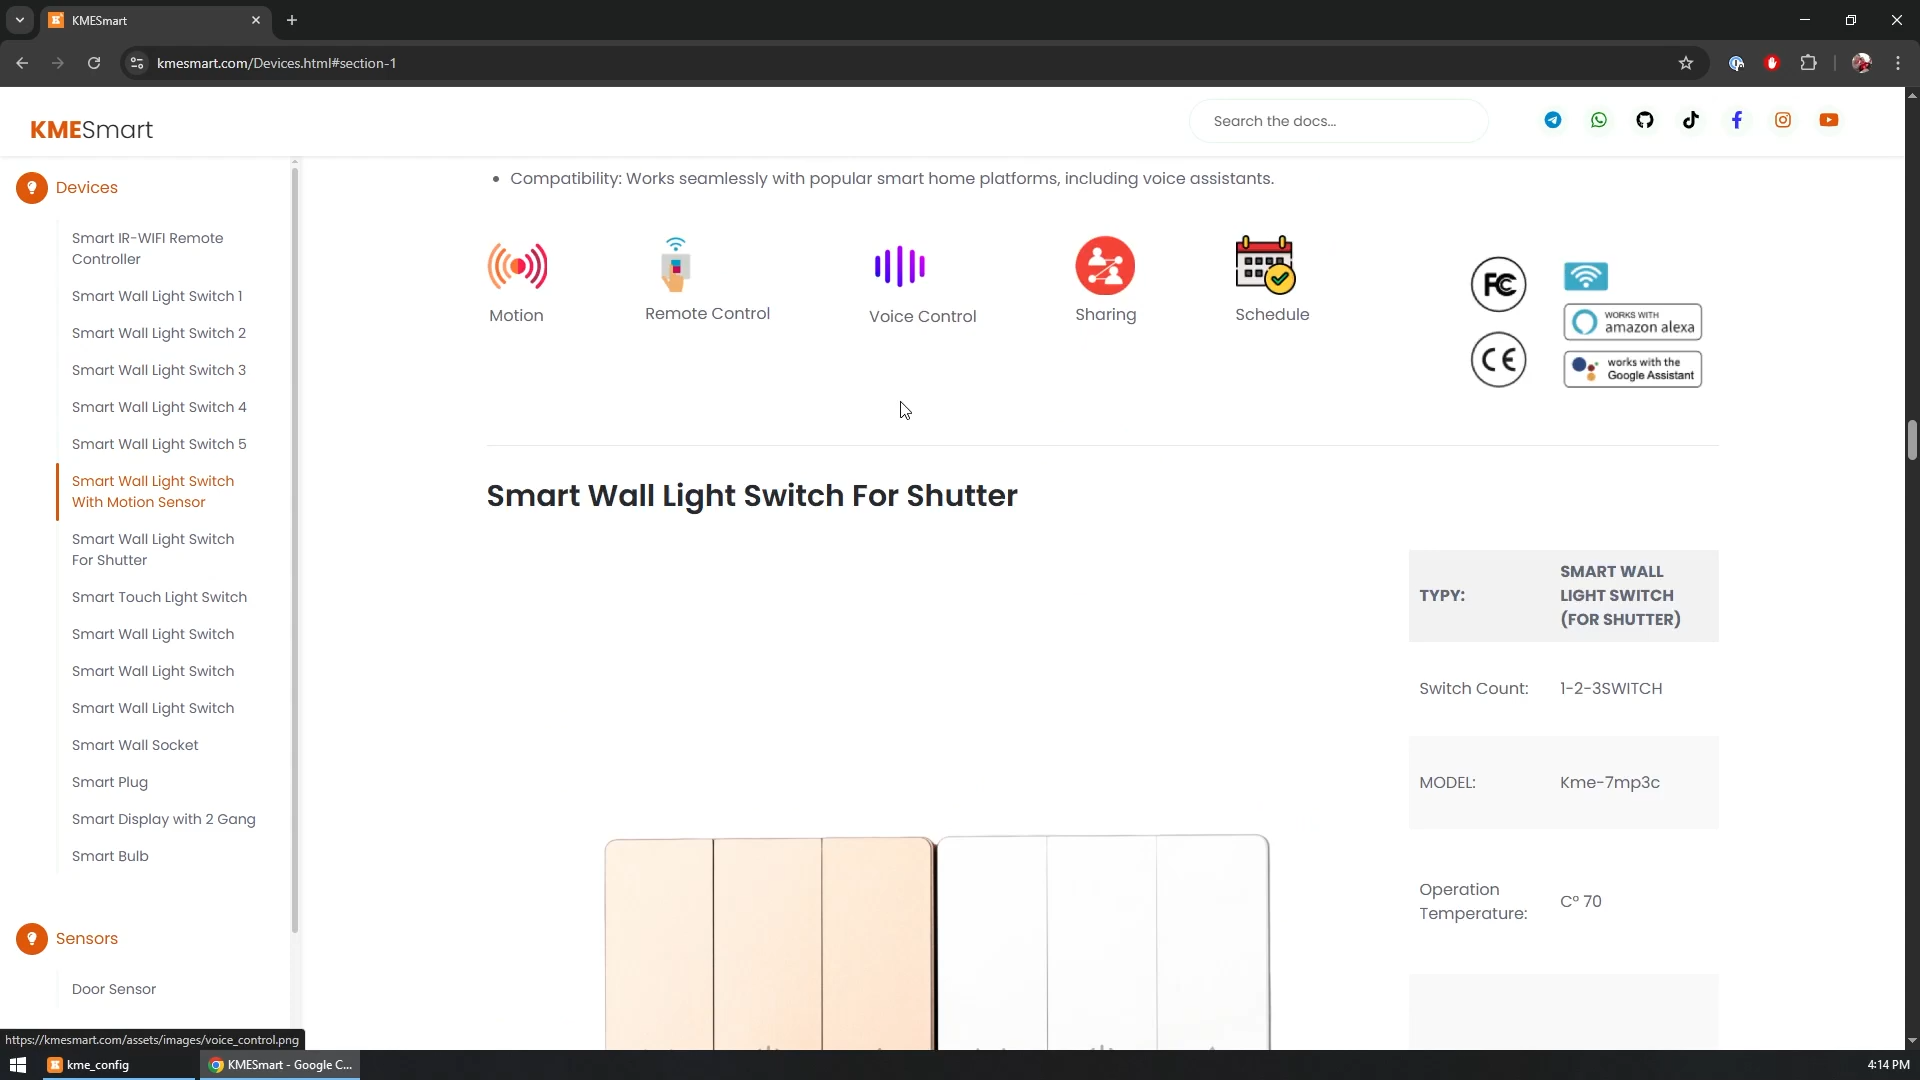 KMESmart
kmesmart.com/Devices.html#section-1
KMESmart
Search the docs...
Devices
Smart IR-WIFI Remote
Controller
Smart Wall Light Switch 1
Smart Wall Light Switch 2
Smart Wall Light Switch 3
Smart Wall Light Switch 4
Smart Wall Light Switch 5
Smart Wall Light Switch
With Motion Sensor
Smart Wall Light Switch
For Shutter
Smart Touch Light Switch
Smart Wall Light Switch
Smart Wall Light Switch
Smart Wall Light Switch
Smart Wall Socket
Smart Plug
Smart Display with 2 Gang
Smart Bulb
Sensors
Door Sensor
Compatibility: Works seamlessly with popular smart home platforms, including voice assistants.
Motion
Remote Control
Voice Control
Sharing
Schedule
FC
CE
WORKS WITH
amazon alexa
works with the
Google Assistant
Smart Wall Light Switch For Shutter
TYPY:
SMART WALL
LIGHT SWITCH
(FOR SHUTTER)
Switch Count:
1-2-3SWITCH
MODEL:
Kme-7mp3c
Operation
Temperature:
C° 70
https://kmesmart.com/assets/images/voice_control.png
kme_config
KMESmart - Google C...
4:14 PM